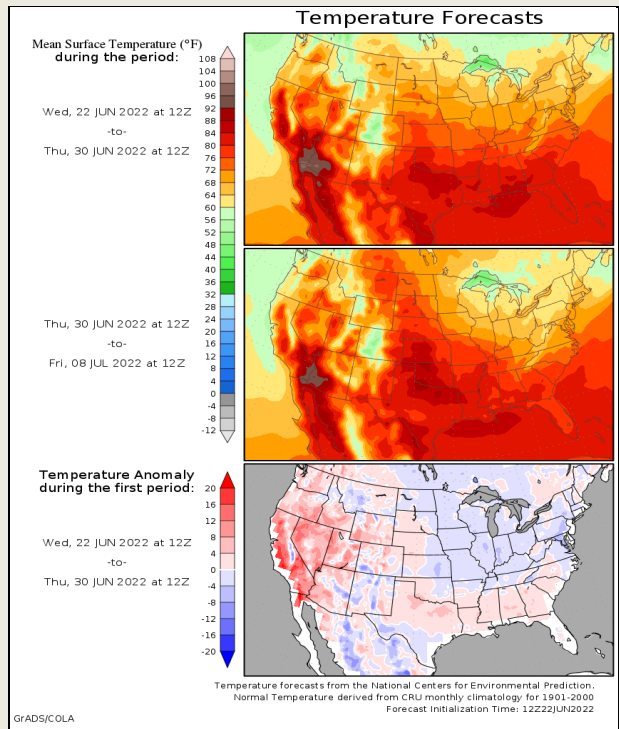 Temperature Forecasts
Mean Surface Temperature (°F)
during the period:
108
104
100
96
92
88
84
80
76
72
68
64
60
56
52
48
44
40
36
32
28
24
20
16
12
8
4
0
-4
-8
-12
Wed, 22 JUN 2022 at 12Z
-to-
Thu, 30 JUN 2022 at 12Z
Thu, 30 JUN 2022 at 12Z
-to-
Fri, 08 JUL 2022 at 12Z
Temperature Anomaly
during the first period:
20
16
12
8
4
0
-4
-8
-12
-16
-20
Wed, 22 JUN 2022 at 12Z
-to-
Thu, 30 JUN 2022 at 12Z
Temperature forecasts from the National Centers for Environmental Prediction.
Normal Temperature derived from CRU monthly climatology for 1901-2000
Forecast Initialization Time: 12Z22JUN2022
GrADS/COLA